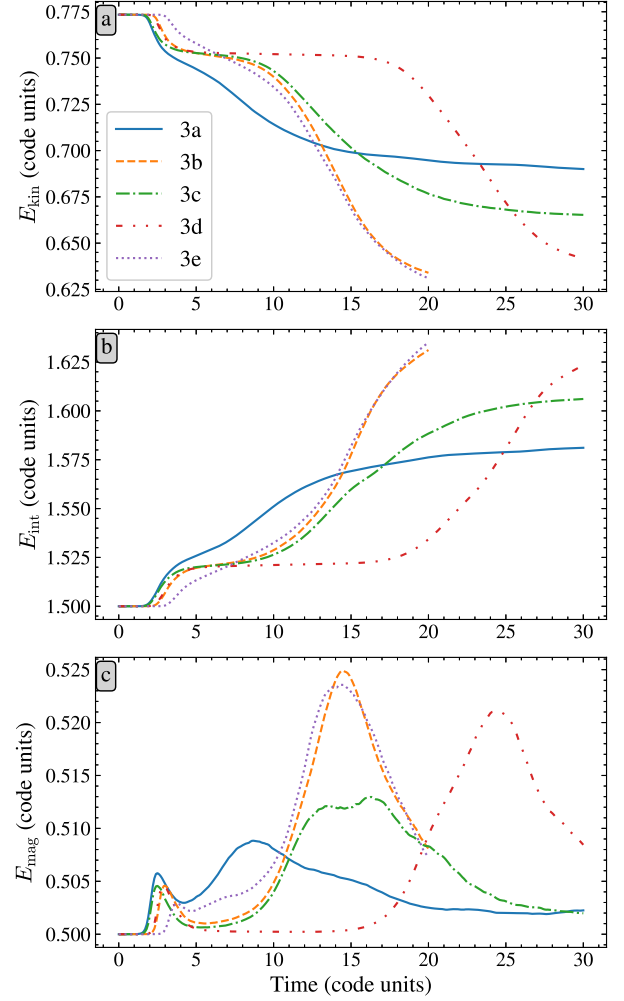 a
0.775
0.750
0.725
0.700
0.675
0.650
0.625
E_kin (code units)
3a
3b
3c
3d
3e
0 5 10 15 20 25 30
b
1.625
1.600
1.575
1.550
1.525
1.500
E_int (code units)
0 5 10 15 20 25 30
c
0.525
0.520
0.515
0.510
0.505
0.500
E_mag (code units)
0 5 10 15 20 25 30
Time (code units)